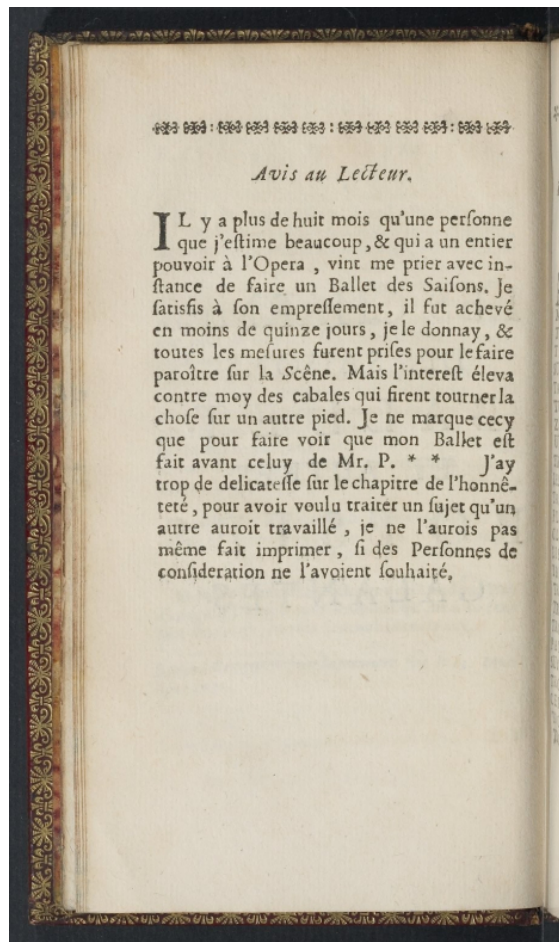 Avis au Lecteur.
IL y a plus de huit mois qu'une perſonne
que j'eſtime beaucoup, & qui a un entier
pouvoir à l'Opera , vint me prier avec in-
ſtance de faire un Ballet des Saiſons. Je
ſatisfis à ſon empreſſement, il fut achevé
en moins de quinze jours , je le donnay, &
toutes les meſures furent priſes pour le faire
paroître ſur la Scêne. Mais l'intereſt éleva
contre moy des cabales qui firent tourner la
choſe ſur un autre pied. Je ne marque cecy
que pour faire voir que mon Ballet eſt
fait avant celuy de Mr. P. * * J'ay
trop de delicateſſe ſur le chapitre de l'honnê-
teté , pour avoir voulu traiter un ſujet qu'un
autre auroit travaillé , je ne l'aurois pas
même fait imprimer , ſi des Perſonnes de
conſideration ne l'avoient ſouhaité.